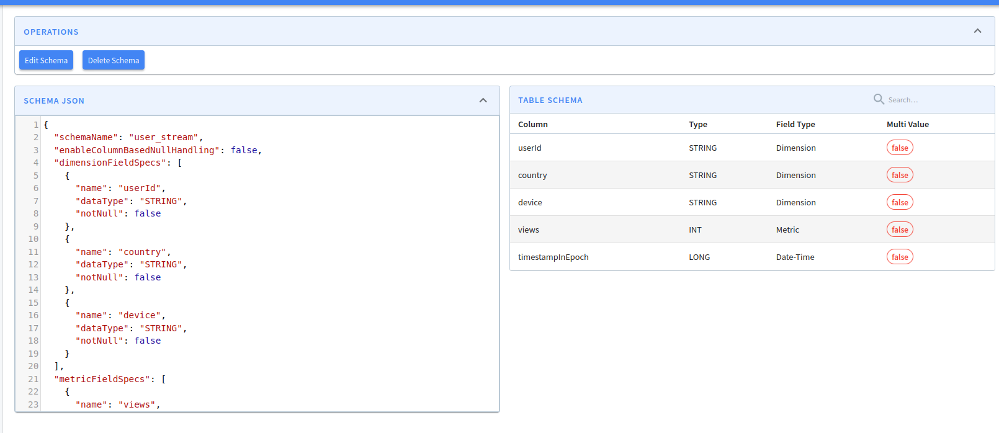 OPERATIONS
Edit Schema Delete Schema
SCHEMA JSON
1 {
2 "schemaName": "user_stream",
3 "enableColumnBasedNullHandling": false,
4 "dimensionFieldSpecs": [
5 {
6 "name": "userId",
7 "dataType": "STRING",
8 "notNull": false
9 },
10 {
11 "name": "country",
12 "dataType": "STRING",
13 "notNull": false
14 },
15 {
16 "name": "device",
17 "dataType": "STRING",
18 "notNull": false
19 }
20 ],
21 "metricFieldSpecs": [
22 {
23 "name": "views",
TABLE SCHEMA Search...
Column Type Field Type Multi Value
userId STRING Dimension false
country STRING Dimension false
device STRING Dimension false
views INT Metric false
timestampInEpoch LONG Date-Time false